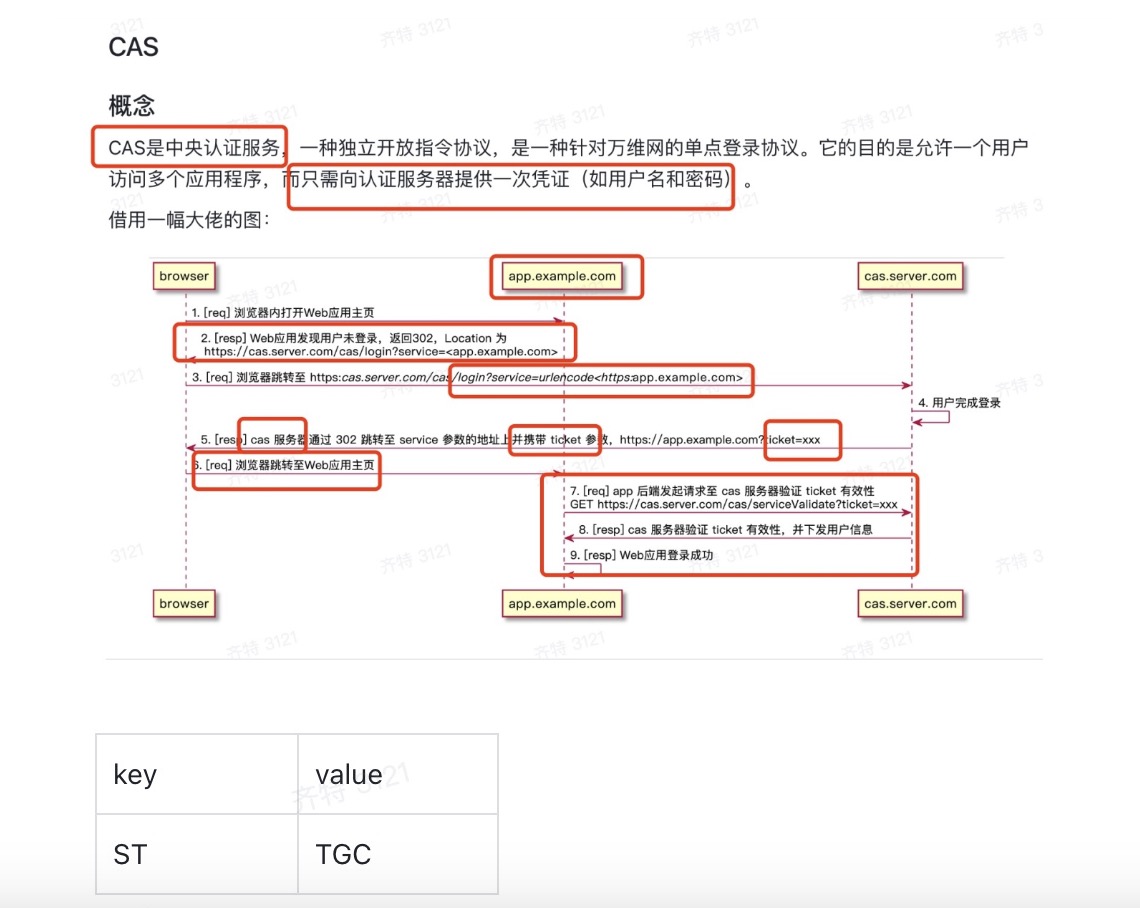 CAS
概念
CAS是中央认证服务，一种独立开放指令协议，是一种针对万维网的单点登录协议。它的目的是允许一个用户
访问多个应用程序，而只需向认证服务器提供一次凭证（如用户名和密码）。
借用一幅大佬的图：
browser
app.example.com
cas.server.com
1. [req] 浏览器内打开Web应用主页
2. [resp] Web应用发现用户未登录，返回302，Location 为
https://cas.server.com/cas/login?service=<app.example.com>
3. [req] 浏览器跳转至 https:cas.server.com/cas/login?service=urlencode<https:app.example.com>
4. 用户完成登录
5. [resp] cas 服务器通过 302 跳转至 service 参数的地址上并携带 ticket 参数，https://app.example.com?ticket=xxx
6. [req] 浏览器跳转至Web应用主页
7. [req] app 后端发起请求至 cas 服务器验证 ticket 有效性
GET https://cas.server.com/cas/serviceValidate?ticket=xxx
8. [resp] cas 服务器验证 ticket 有效性，并下发用户信息
9. [resp] Web应用登录成功
browser
app.example.com
cas.server.com
key
value
ST
TGC
齐特 3121